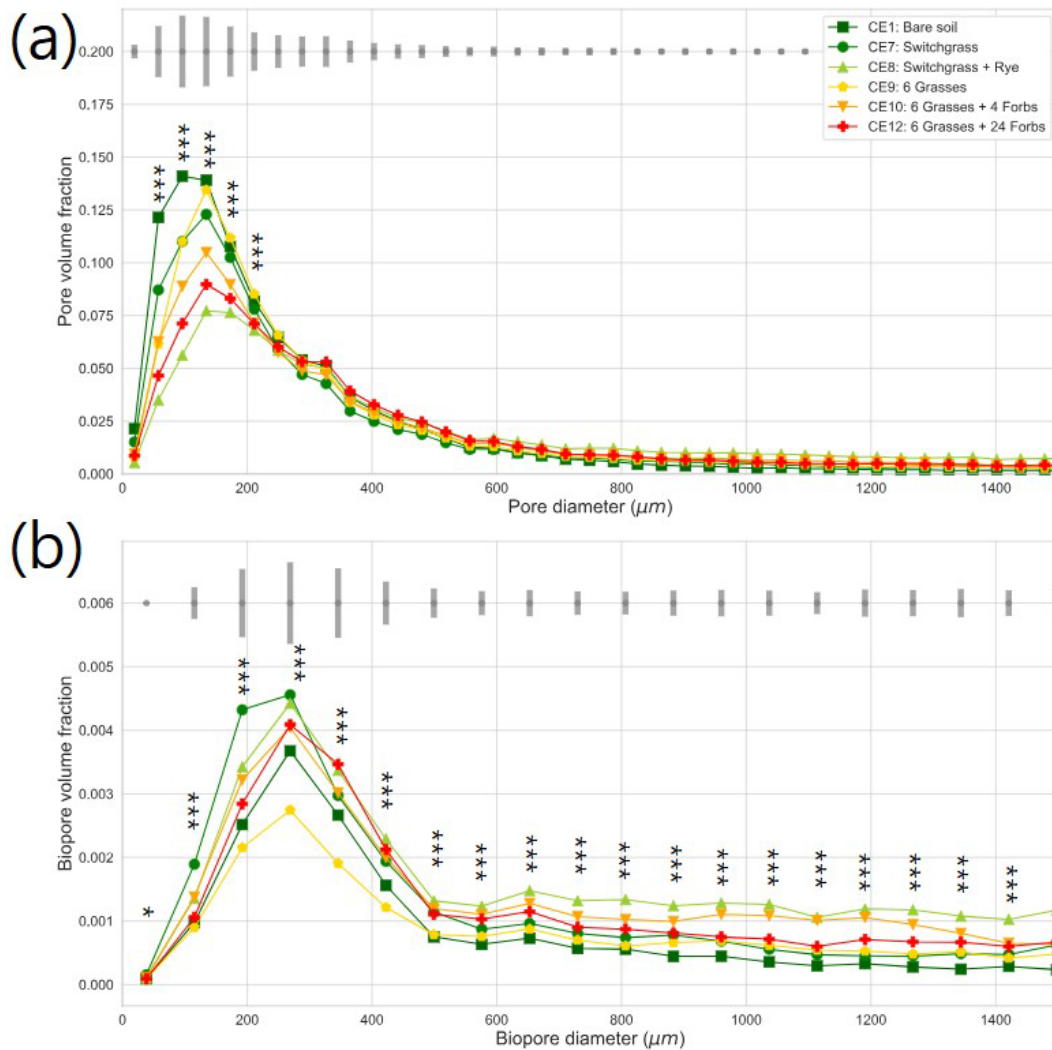 (a)
0.200
0.175
0.150
0.125
0.100
0.075
0.050
0.025
0.000
Pore volume fraction
CE1: Bare soil
CE7: Switchgrass
CE8: Switchgrass + Rye
CE9: 6 Grasses
CE10: 6 Grasses + 4 Forbs
CE12: 6 Grasses + 24 Forbs
*** *** *** *** ***
0 200 400 600 800 1000 1200 1400
Pore diameter (μm)
(b)
0.006
0.005
0.004
0.003
0.002
0.001
0.000
Biopore volume fraction
* *** *** *** *** *** *** *** *** *** *** *** *** *** *** *** *** *** ***
0 200 400 600 800 1000 1200 1400
Biopore diameter (μm)